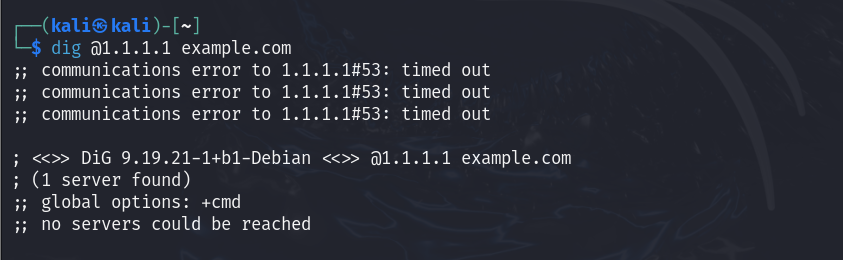 ┌──(kali㉿kali)-[~]
└─$ dig @1.1.1.1 example.com
;; communications error to 1.1.1.1#53: timed out
;; communications error to 1.1.1.1#53: timed out
;; communications error to 1.1.1.1#53: timed out

; <<>> DiG 9.19.21-1+b1-Debian <<>> @1.1.1.1 example.com
; (1 server found)
;; global options: +cmd
;; no servers could be reached